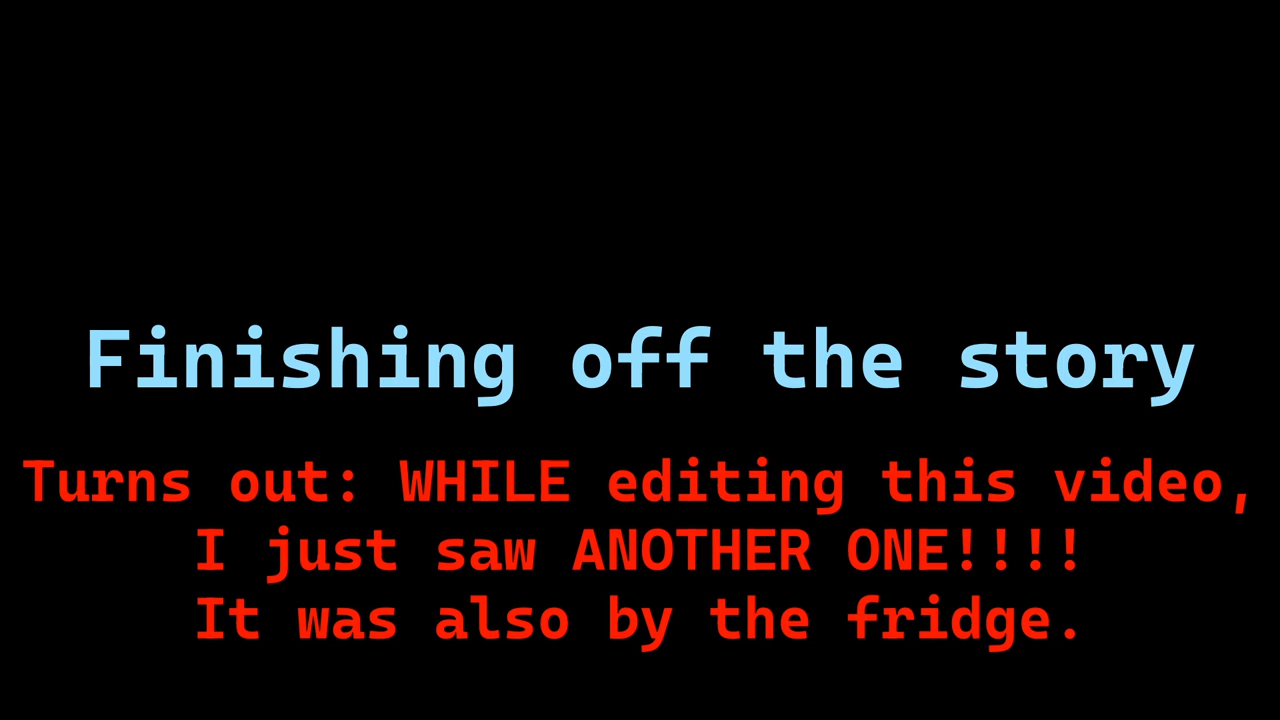 Finishing off the story
Turns out: WHILE editing this video,
I just saw ANOTHER ONE!!!!
It was also by the fridge.